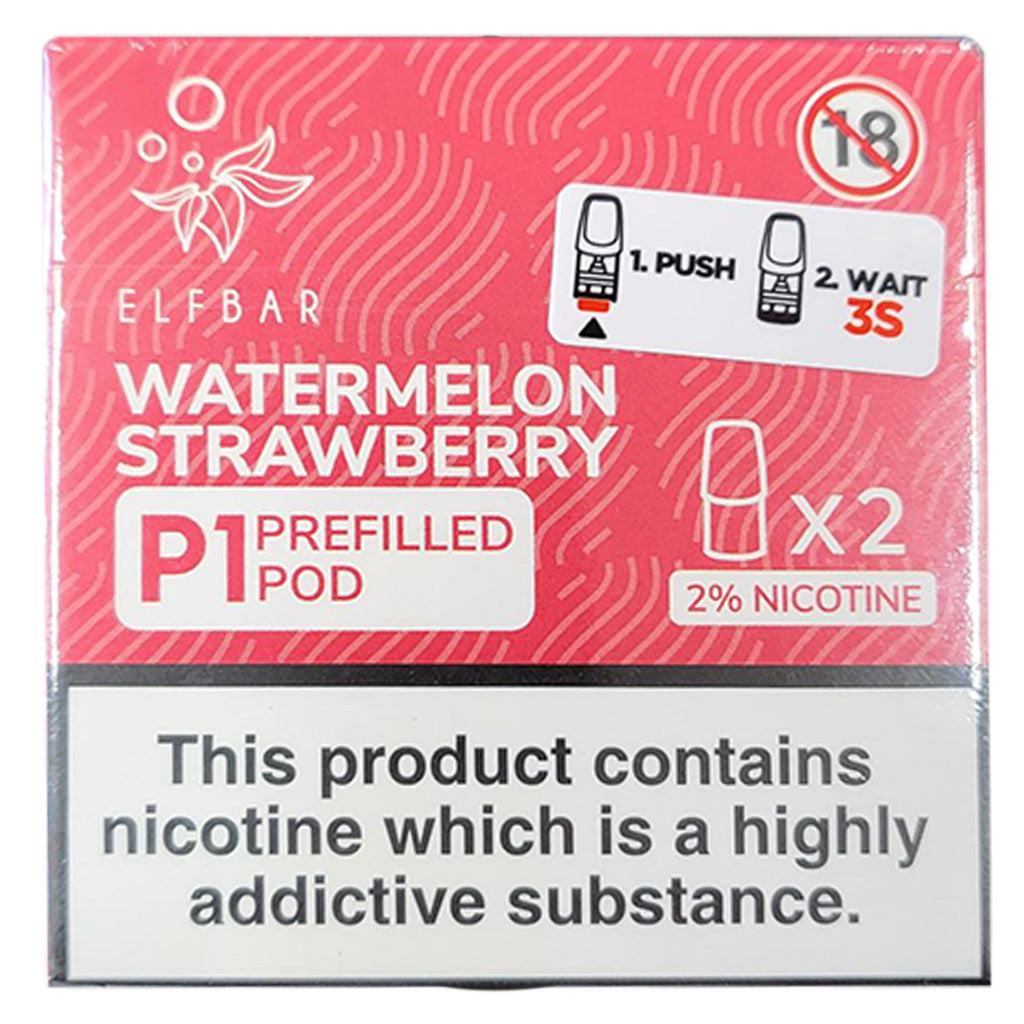 18
1. PUSH
2. WAIT
3S
ELFBAR
WATERMELON
STRAWBERRY
P1 PREFILLED
POD
X2
2% NICOTINE
This product contains
nicotine which is a highly
addictive substance.